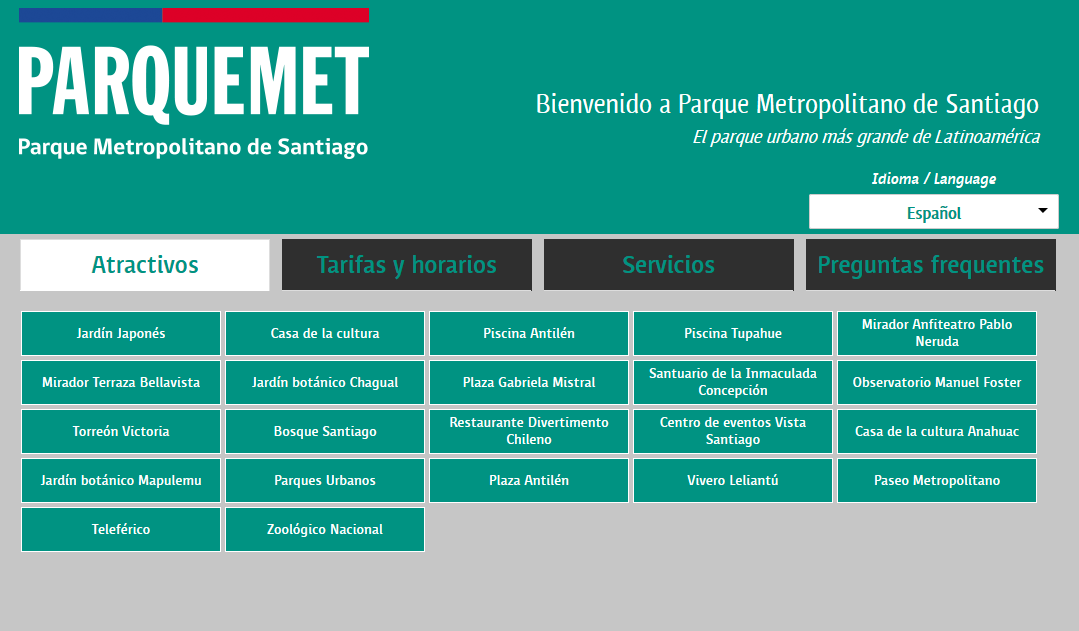 PARQUEMET
Parque Metropolitano de Santiago
Bienvenido a Parque Metropolitano de Santiago
El parque urbano más grande de Latinoamérica
Idioma / Language
Español
Atractivos
Tarifas y horarios
Servicios
Preguntas frequentes
Jardín Japonés
Casa de la cultura
Piscina Antilén
Piscina Tupahue
Mirador Anfiteatro Pablo
Neruda
Mirador Terraza Bellavista
Jardín botánico Chagual
Plaza Gabriela Mistral
Santuario de la Inmaculada
Concepción
Observatorio Manuel Foster
Torreón Victoria
Bosque Santiago
Restaurante Divertimento
Chileno
Centro de eventos Vista
Santiago
Casa de la cultura Anahuac
Jardín botánico Mapulemu
Parques Urbanos
Plaza Antilén
Vivero Leliantú
Paseo Metropolitano
Teleférico
Zoológico Nacional